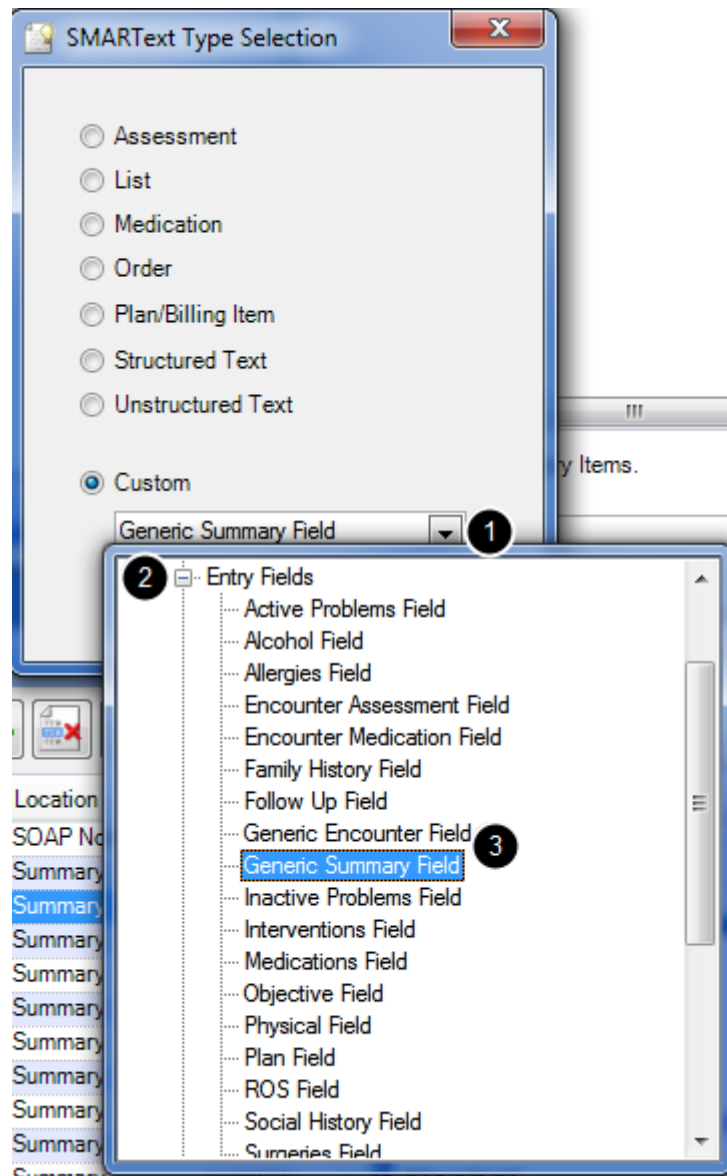 SMARText Type Selection
Assessment
List
Medication
Order
Plan/Billing Item
Structured Text
Unstructured Text
Custom
y Items.
Generic Summary Field
1
2
Entry Fields
Active Problems Field
Alcohol Field
Allergies Field
Encounter Assessment Field
Encounter Medication Field
Family History Field
Follow Up Field
Generic Encounter Field
3
Generic Summary Field
Inactive Problems Field
Interventions Field
Medications Field
Objective Field
Physical Field
Plan Field
ROS Field
Social History Field
Surgeries Field
Location
SOAP No
Summary
Summary
Summary
Summary
Summary
Summary
Summary
Summary
Summary